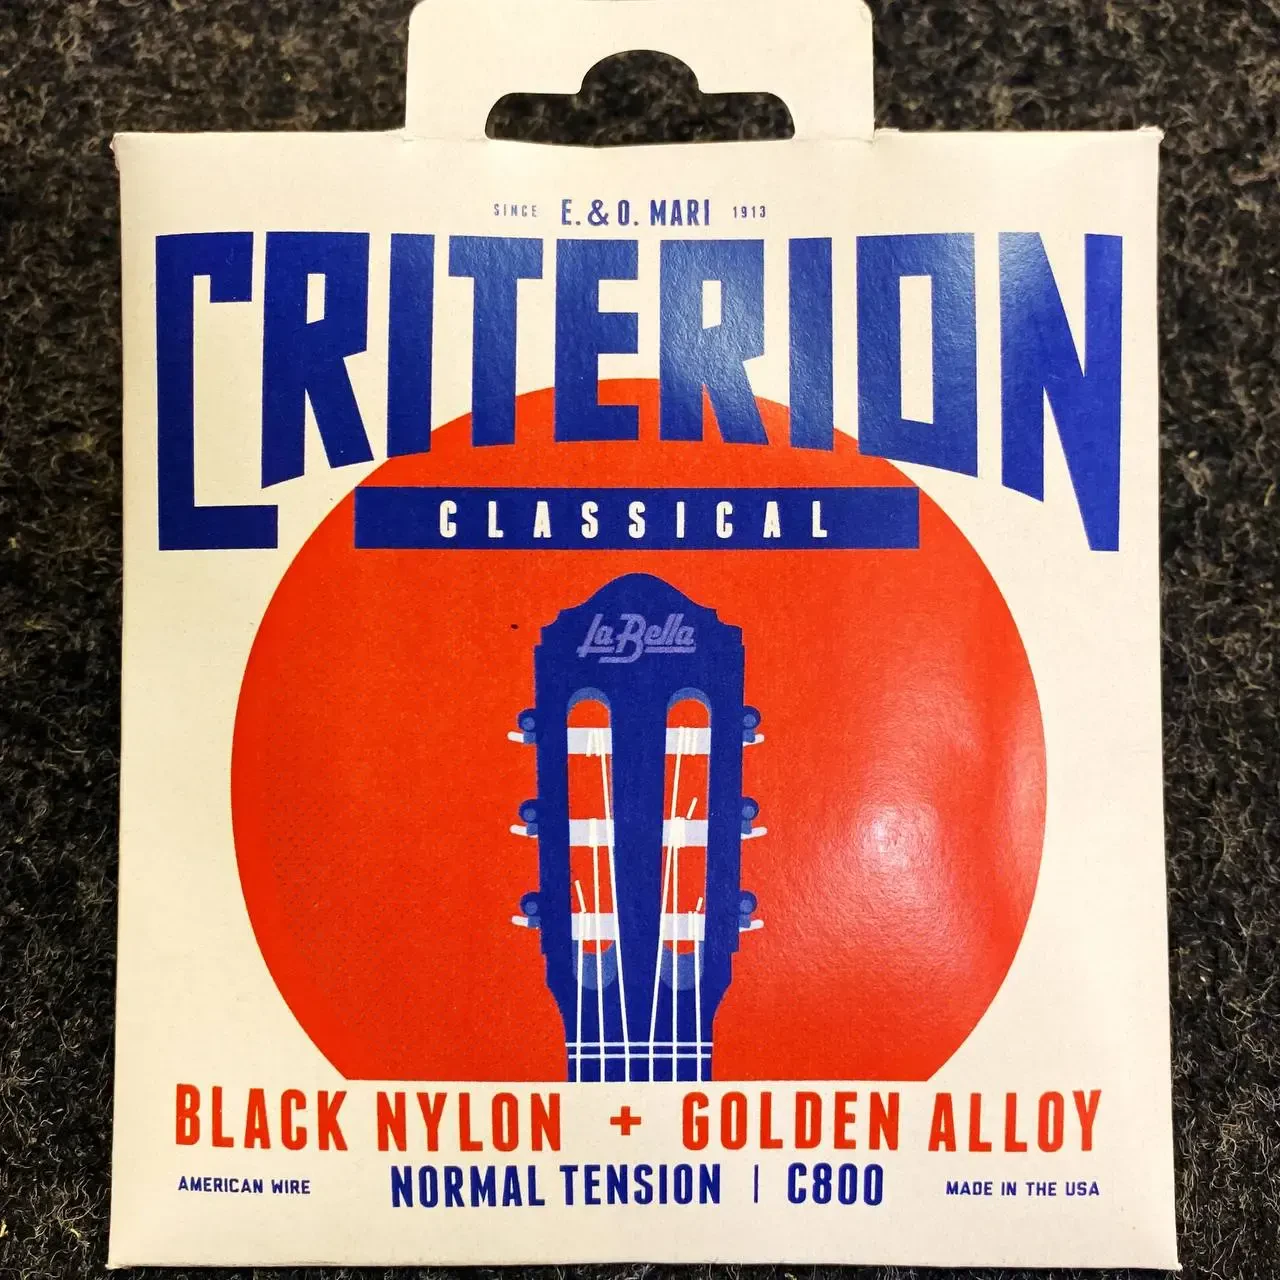 SINCE E. & O. MARI 1913
CRITERION
CLASSICAL
La Bella
BLACK NYLON + GOLDEN ALLOY
AMERICAN WIRE NORMAL TENSION | C800 MADE IN THE USA